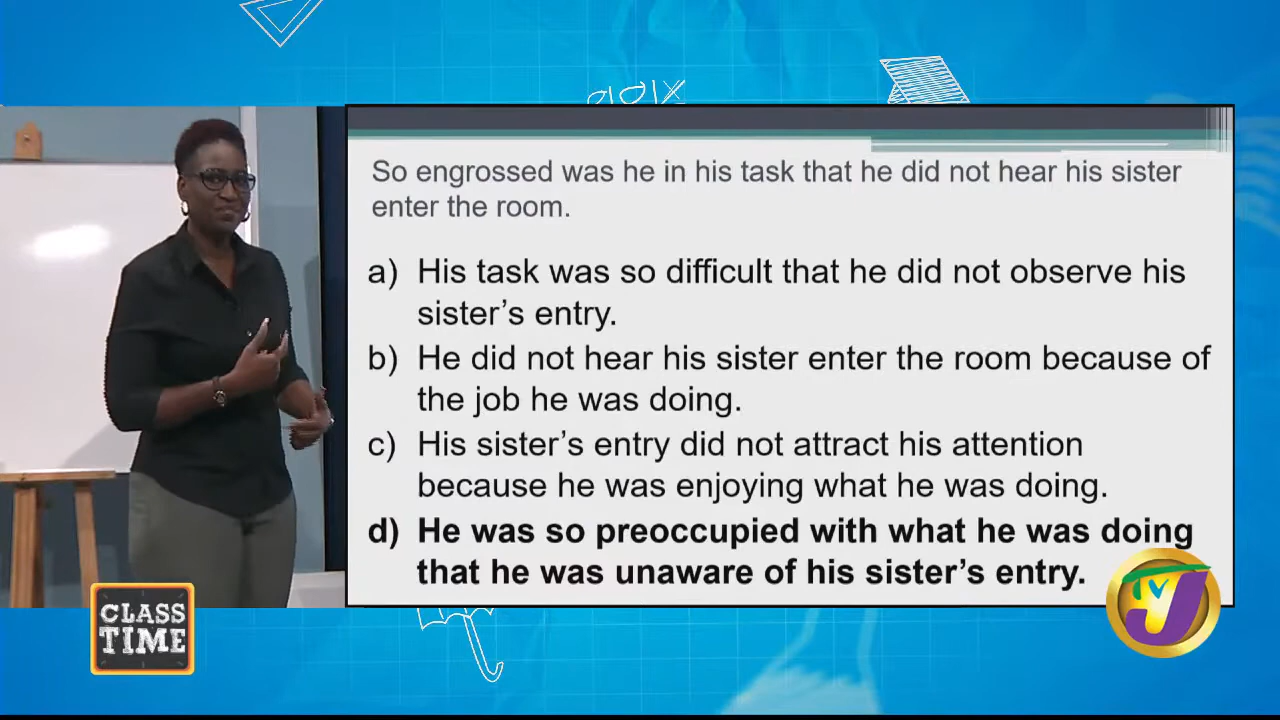 So engrossed was he in his task that he did not hear his sister
enter the room.
a) His task was so difficult that he did not observe his
sister’s entry.
b) He did not hear his sister enter the room because of
the job he was doing.
c) His sister’s entry did not attract his attention
because he was enjoying what he was doing.
d) He was so preoccupied with what he was doing
that he was unaware of his sister’s entry.
CLASS
TIME
TVJ